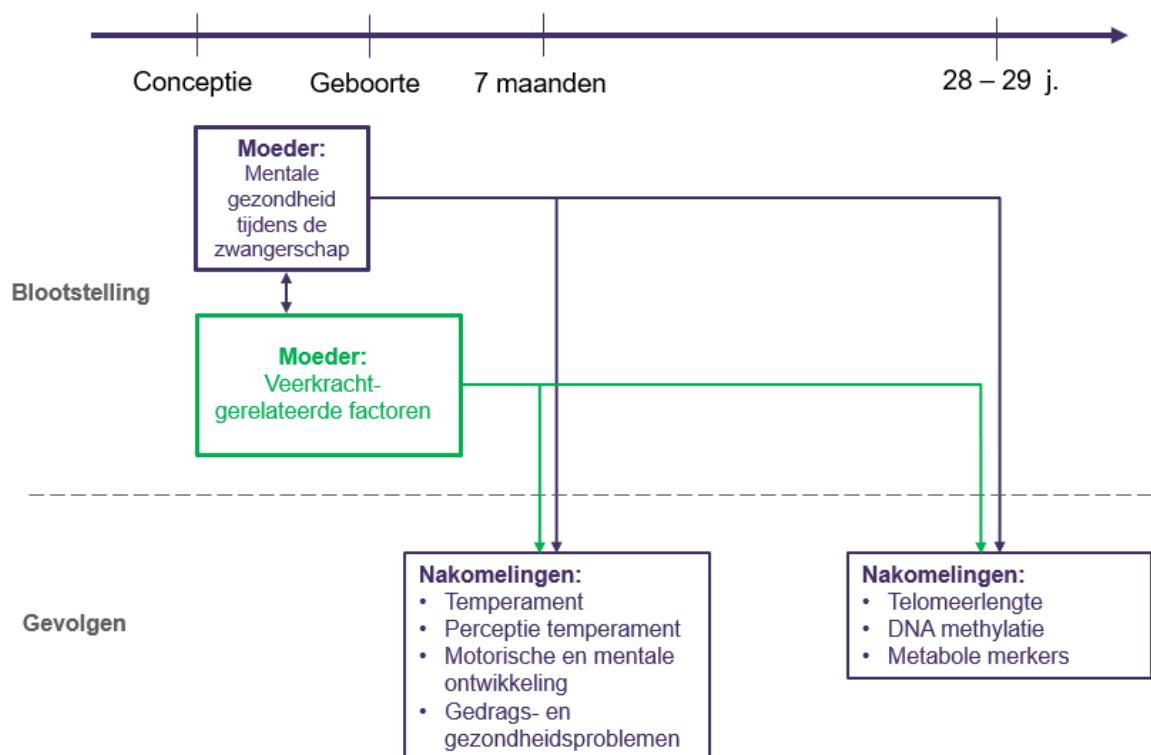 Conceptie
Geboorte
7 maanden
28 – 29 j.
Moeder:
Mentale
gezondheid
tijdens de
zwangerschap
Blootstelling
Moeder:
Veerkracht-
gerelateerde factoren
Gevolgen
Nakomelingen:
• Temperament
• Perceptie temperament
• Motorische en mentale
ontwikkeling
• Gedrags- en
gezondheidsproblemen
Nakomelingen:
• Telomeerlengte
• DNA methylatie
• Metabole merkers